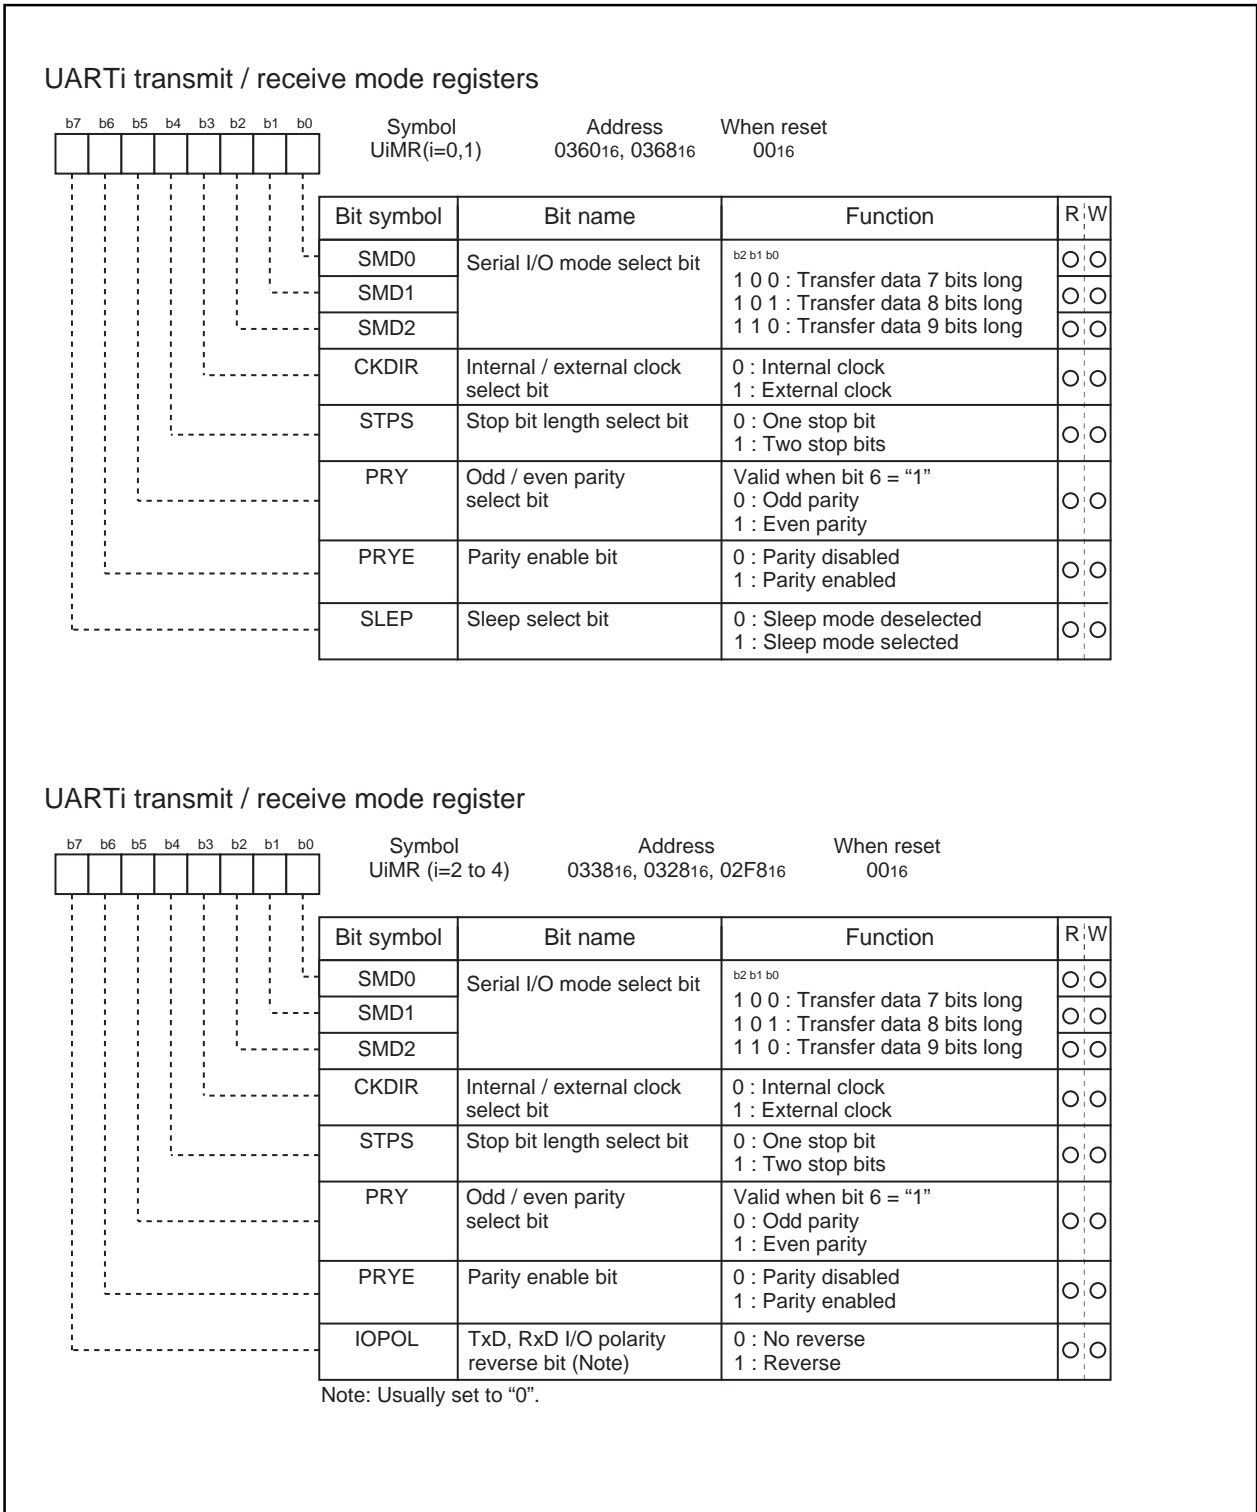 UARTi transmit / receive mode registers
b7 b6 b5 b4 b3 b2 b1 b0
Symbol Address When reset
UiMR(i=0,1) 036016, 036816 0016
Bit symbol Bit name Function R W
SMD0 Serial I/O mode select bit b2 b1 b0
1 0 0 : Transfer data 7 bits long
SMD1 1 0 1 : Transfer data 8 bits long
SMD2 1 1 0 : Transfer data 9 bits long
CKDIR Internal / external clock 0 : Internal clock
select bit 1 : External clock
STPS Stop bit length select bit 0 : One stop bit
1 : Two stop bits
PRY Odd / even parity Valid when bit 6 = “1”
select bit 0 : Odd parity
1 : Even parity
PRYE Parity enable bit 0 : Parity disabled
1 : Parity enabled
SLEP Sleep select bit 0 : Sleep mode deselected
1 : Sleep mode selected
UARTi transmit / receive mode register
b7 b6 b5 b4 b3 b2 b1 b0
Symbol Address When reset
UiMR (i=2 to 4) 033816, 032816, 02F816 0016
Bit symbol Bit name Function R W
SMD0 Serial I/O mode select bit b2 b1 b0
1 0 0 : Transfer data 7 bits long
SMD1 1 0 1 : Transfer data 8 bits long
SMD2 1 1 0 : Transfer data 9 bits long
CKDIR Internal / external clock 0 : Internal clock
select bit 1 : External clock
STPS Stop bit length select bit 0 : One stop bit
1 : Two stop bits
PRY Odd / even parity Valid when bit 6 = “1”
select bit 0 : Odd parity
1 : Even parity
PRYE Parity enable bit 0 : Parity disabled
1 : Parity enabled
IOPOL TxD, RxD I/O polarity 0 : No reverse
reverse bit (Note) 1 : Reverse
Note: Usually set to “0”.